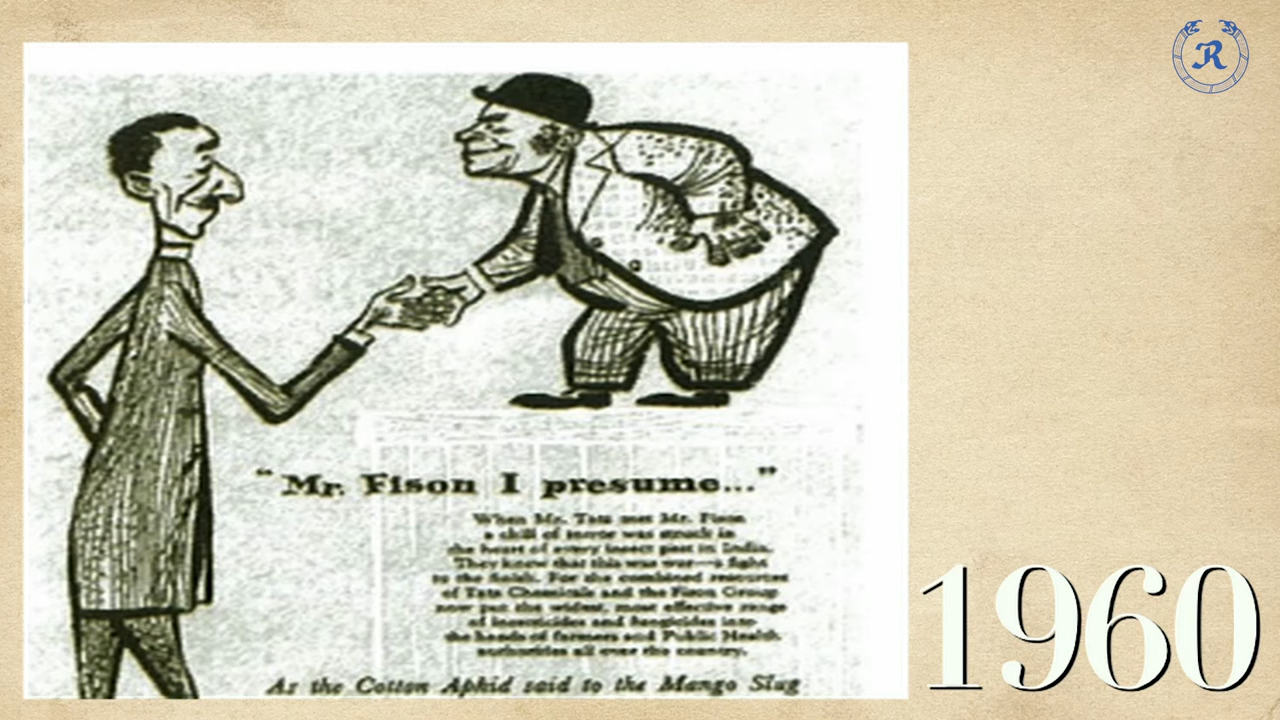 R
"Mr. Fison I presume..."
When Mr. Tata met Mr. Fison
a chill of terror was struck in
the heart of every insect pest in India.
They knew that this was war—a fight
to the finish. For the combined resources
of Tata Chemicals and the Fison Group
now put the widest, most effective range
of insecticides and fungicides into
the hands of farmers and Public Health
authorities all over the country.
As the Cotton Aphid said to the Mango Slug
1960